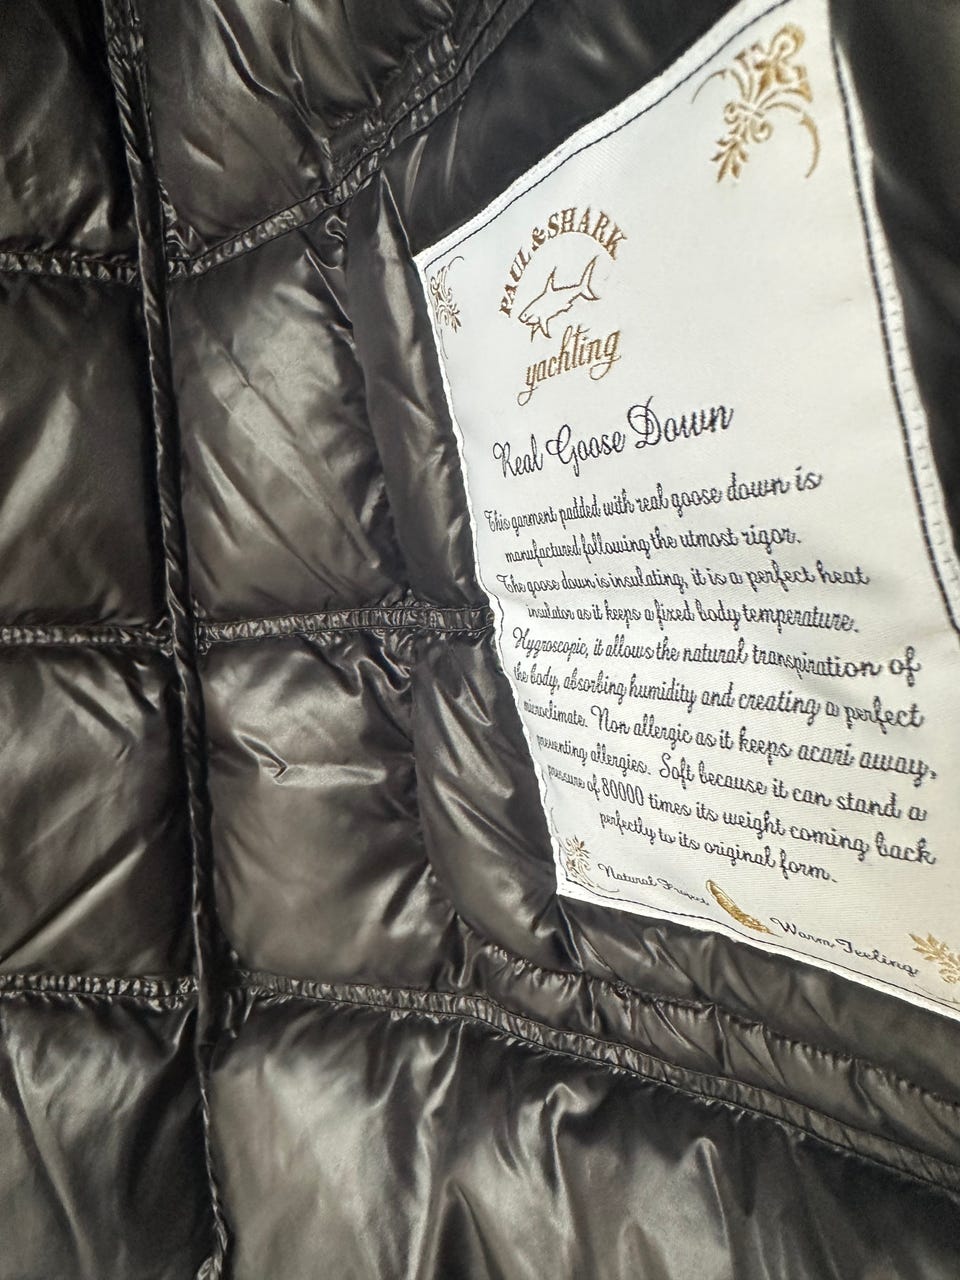 PAUL & SHARK
yachting
Real Goose Down
This garment padded with real goose down is
manufactured following the utmost rigor.
The goose down is insulating, it is a perfect heat
insulator as it keeps a fixed body temperature.
Hygroscopic, it allows the natural transpiration of
the body, absorbing humidity and creating a perfect
microclimate. Non allergic as it keeps acari away,
preventing allergies. Soft because it can stand a
pressure of 80000 times its weight coming back
perfectly to its original form.
Natural Warm Feeling